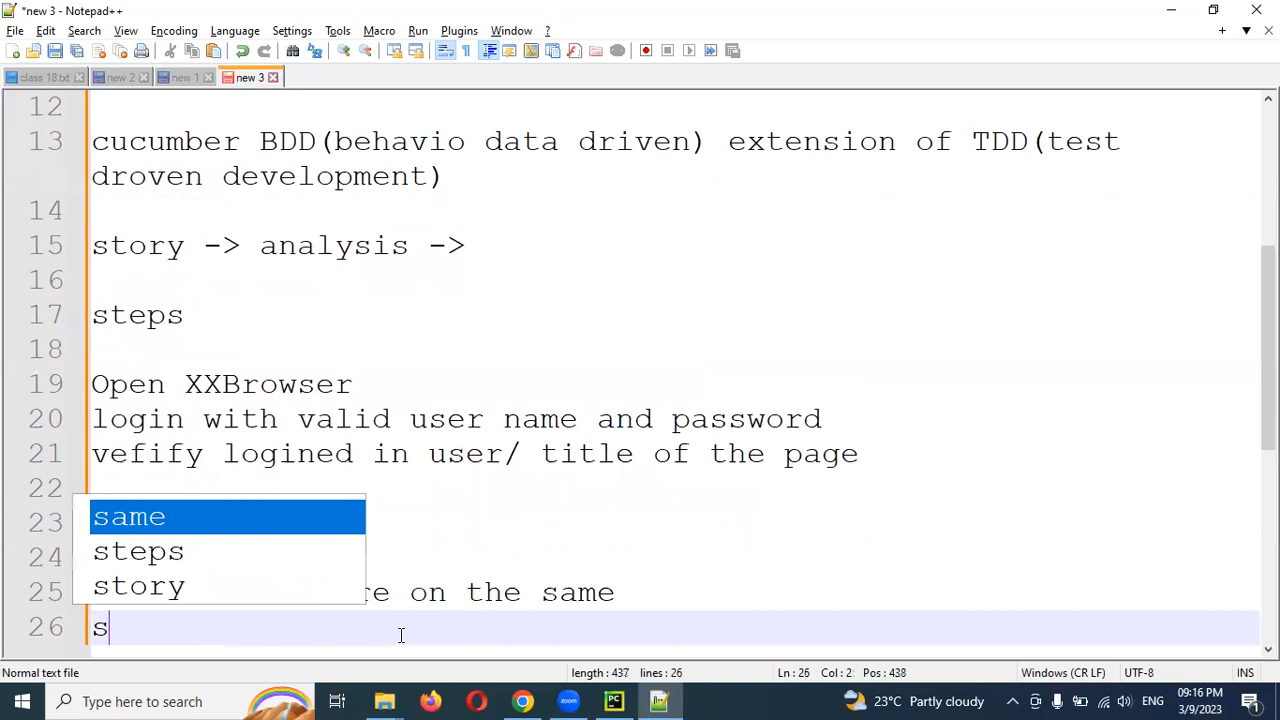 *new 3 - Notepad++
File Edit Search View Encoding Language Settings Tools Macro Run Plugins Window ?
class 18.txt new 2 new 1 new 3
12
13 cucumber BDD(behavio data driven) extension of TDD(test
droven development)
14
15 story -> analysis ->
16
17 steps
18
19 Open XXBrowser
20 login with valid user name and password
21 vefify logined in user/ title of the page
22
same
23
steps
24
story
25 re on the same
26 s
Normal text file length : 437 lines : 26 Ln : 26 Col : 2 Pos : 438 Windows (CR LF) UTF-8 INS
Type here to search 23°C Partly cloudy ENG 09:16 PM 3/9/2023 1